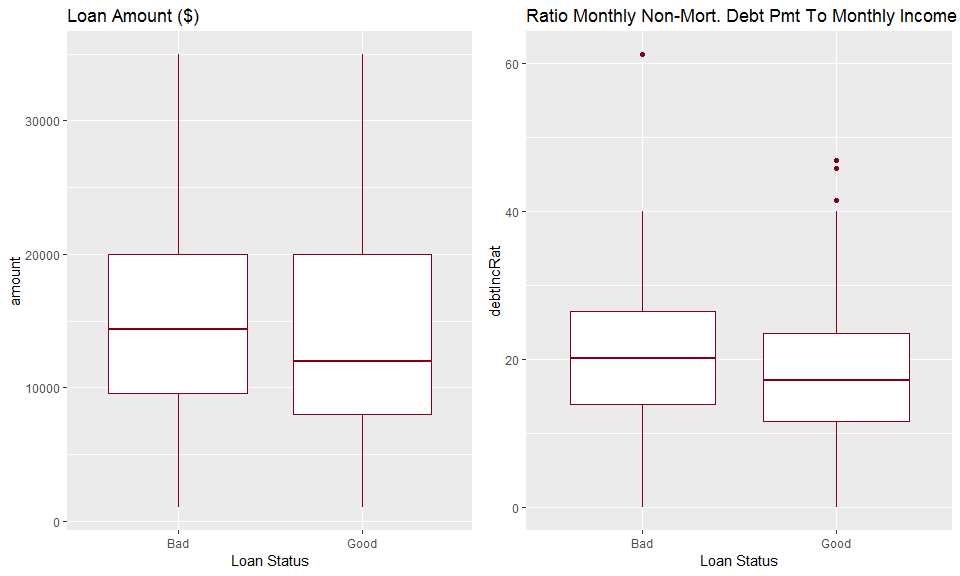 Loan Amount ($)
amount
30000
20000
10000
0
Bad
Good
Loan Status
Ratio Monthly Non-Mort. Debt Pmt To Monthly Income
debtIncRat
60
40
20
0
Bad
Good
Loan Status